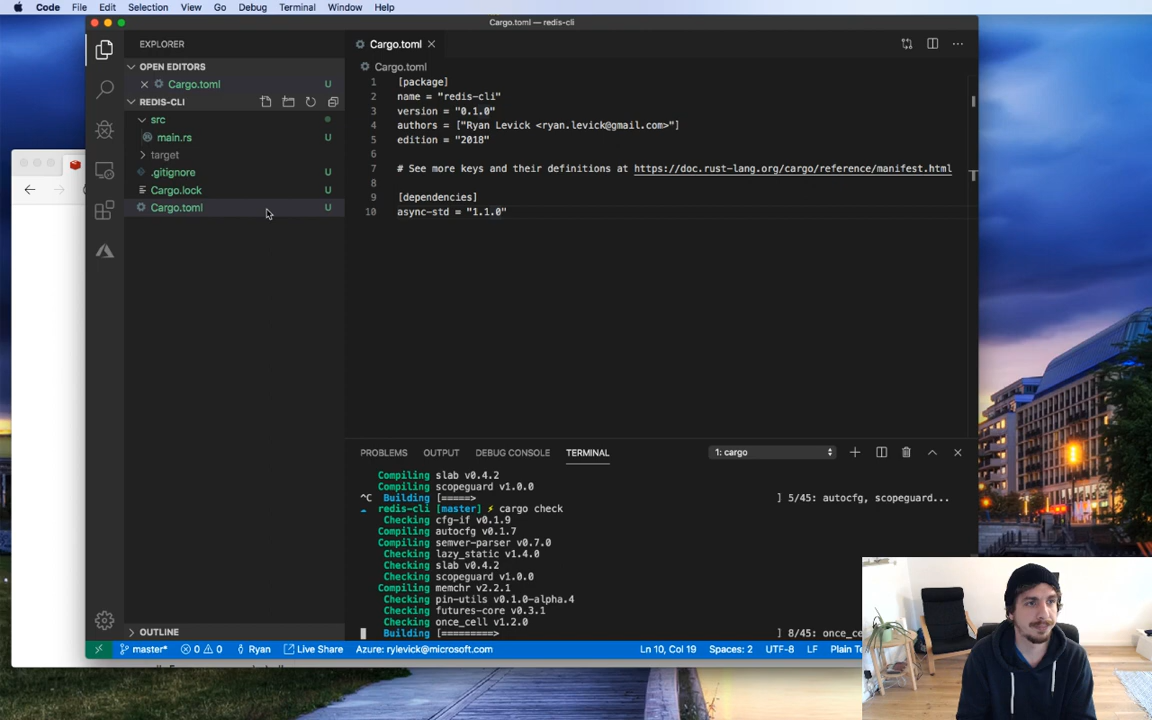 Code File Edit Selection View Go Debug Terminal Window Help
Cargo.toml — redis-cli
EXPLORER
OPEN EDITORS
Cargo.toml U
REDIS-CLI
src
main.rs U
target
.gitignore U
Cargo.lock U
Cargo.toml U
OUTLINE
Cargo.toml
Cargo.toml
1 [package]
2 name = "redis-cli"
3 version = "0.1.0"
4 authors = ["Ryan Levick <ryan.levick@gmail.com>"]
5 edition = "2018"
6
7 # See more keys and their definitions at https://doc.rust-lang.org/cargo/reference/manifest.html
8
9 [dependencies]
10 async-std = "1.1.0"
PROBLEMS OUTPUT DEBUG CONSOLE TERMINAL 1: cargo
Compiling slab v0.4.2
Compiling scopeguard v1.0.0
^C Building [=====> ] 5/45: autocfg, scopeguard...
redis-cli [master] ⚡ cargo check
Checking cfg-if v0.1.9
Compiling autocfg v0.1.7
Compiling semver-parser v0.7.0
Checking lazy_static v1.4.0
Checking slab v0.4.2
Checking scopeguard v1.0.0
Compiling memchr v2.2.1
Checking pin-utils v0.1.0-alpha.4
Checking futures-core v0.3.1
Checking once_cell v1.2.0
Building [=========> ] 8/45: once_ce
master* 0 0 Ryan Live Share Azure: rylevick@microsoft.com Ln 10, Col 19 Spaces: 2 UTF-8 LF Plain Te